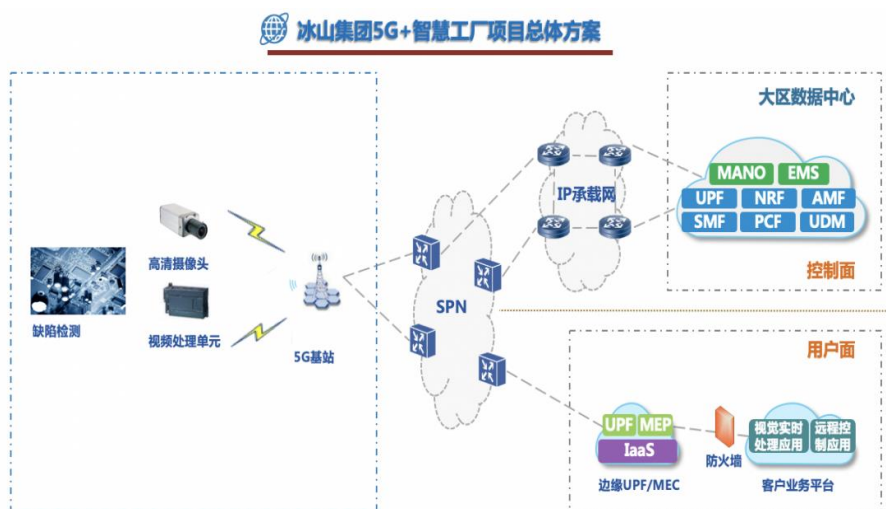 冰山集团5G+智慧工厂项目总体方案
大区数据中心
MANO
EMS
UPF
NRF
AMF
SMF
PCF
UDM
控制面
IP承载网
SPN
高清摄像头
缺陷检测
视频处理单元
5G基站
用户面
UPF
MEP
IaaS
边缘UPF/MEC
防火墙
视觉实时
处理应用
远程控
制应用
客户业务平台